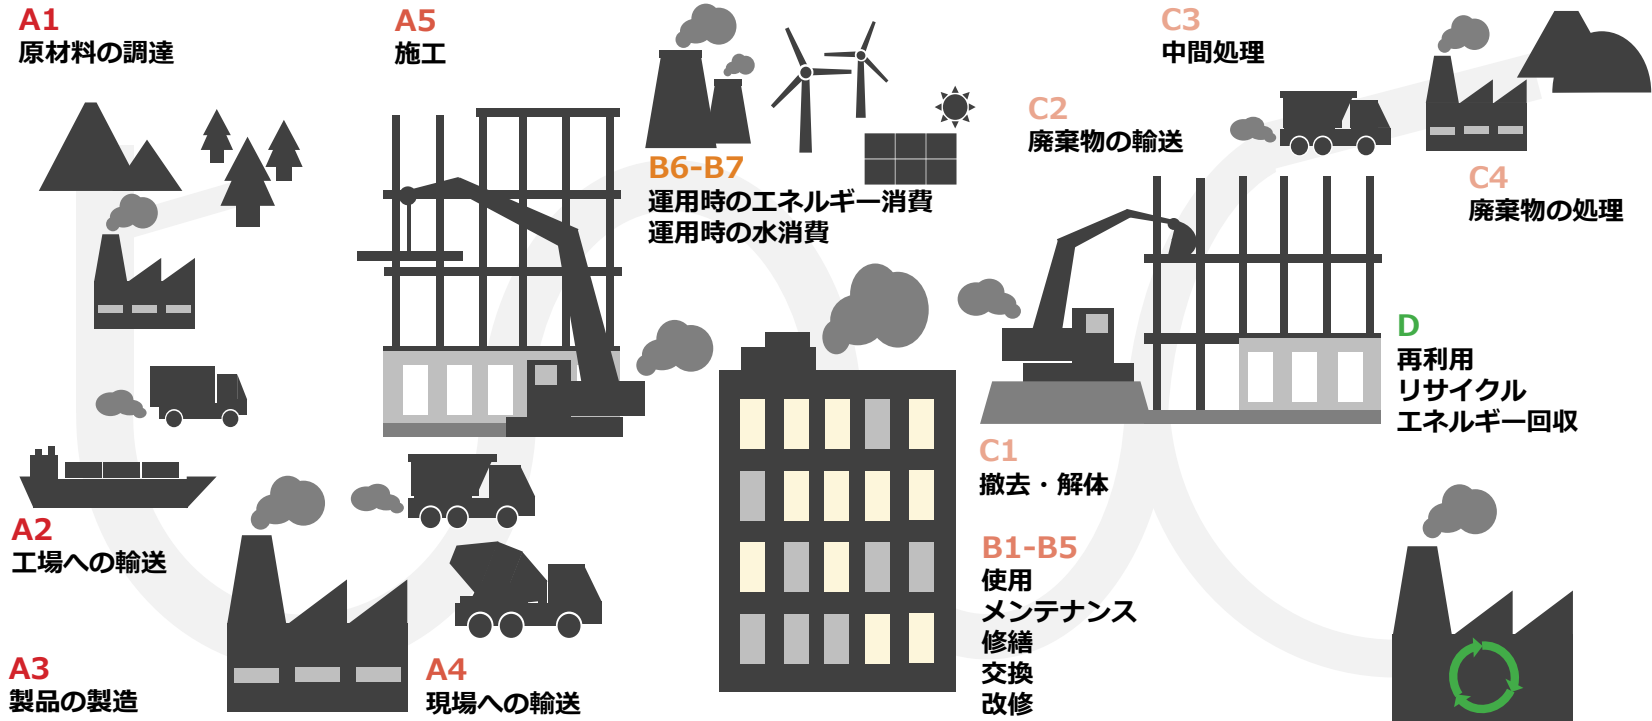 A1
原材料の調達
A2
工場への輸送
A3
製品の製造
A4
現場への輸送
A5
施工
B6-B7
運用時のエネルギー消費
運用時の水消費
B1-B5
使用
メンテナンス
修繕
交換
改修
C1
撤去・解体
C2
廃棄物の輸送
C3
中間処理
C4
廃棄物の処理
D
再利用
リサイクル
エネルギー回収